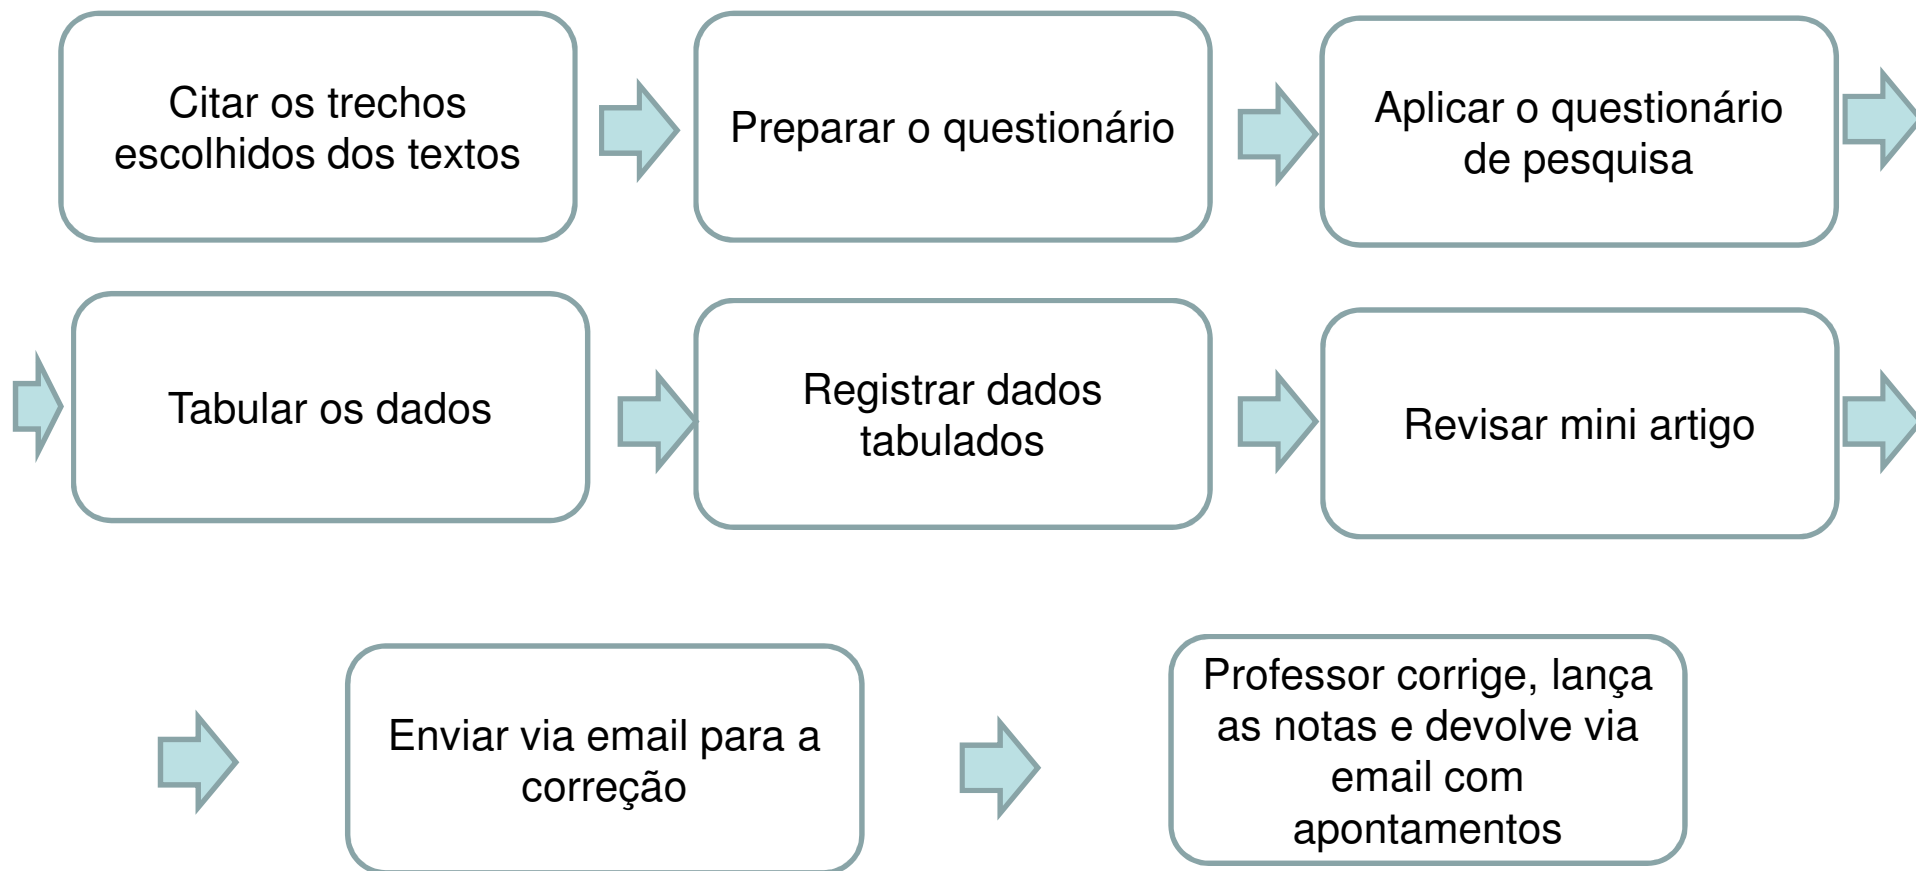 Citar os trechos
escolhidos dos textos
Preparar o questionário
Aplicar o questionário
de pesquisa
Tabular os dados
Registrar dados
tabulados
Revisar mini artigo
Enviar via email para a
correção
Professor corrige, lança
as notas e devolve via
email com
apontamentos